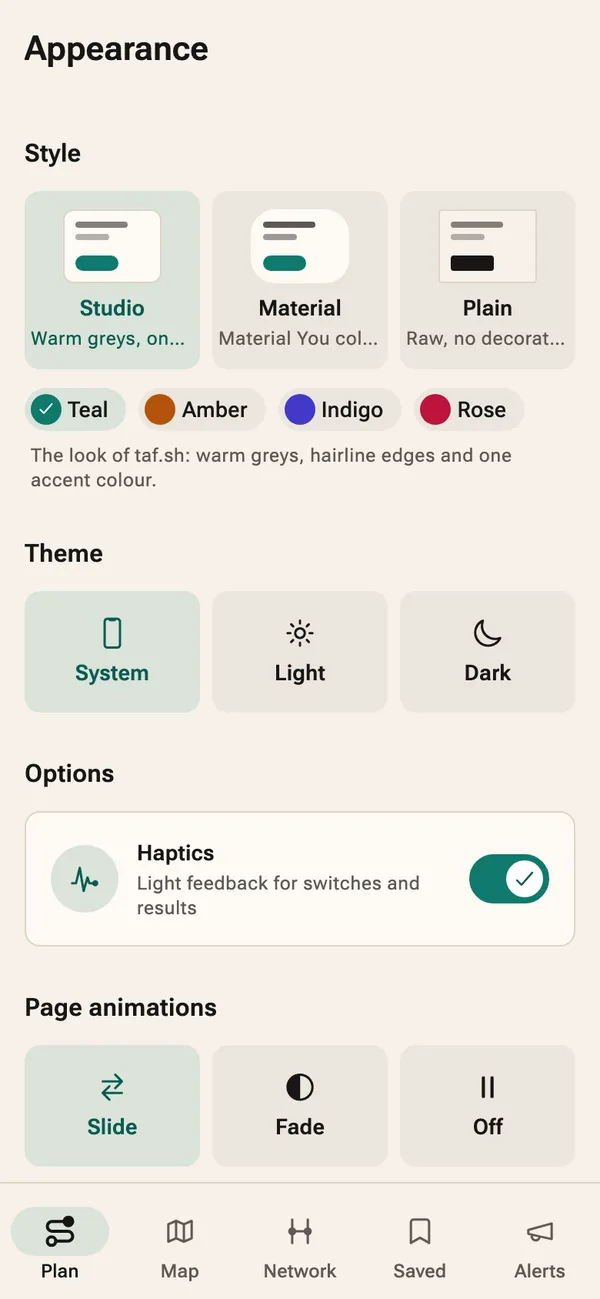 Appearance
Style
Studio
Warm greys, on...
Material
Material You col...
Plain
Raw, no decorat...
Teal
Amber
Indigo
Rose
The look of taf.sh: warm greys, hairline edges and one
accent colour.
Theme
System
Light
Dark
Options
Haptics
Light feedback for switches and
results
Page animations
Slide
Fade
Off
Plan
Map
Network
Saved
Alerts